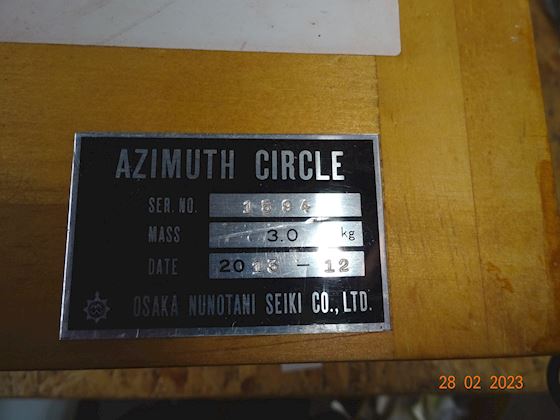 AZIMUTH CIRCLE
SER. NO. 1594
MASS 3.0 kg
DATE 2013-12
OSAKA NUNOTANI SEIKI CO., LTD.
28 02 2023